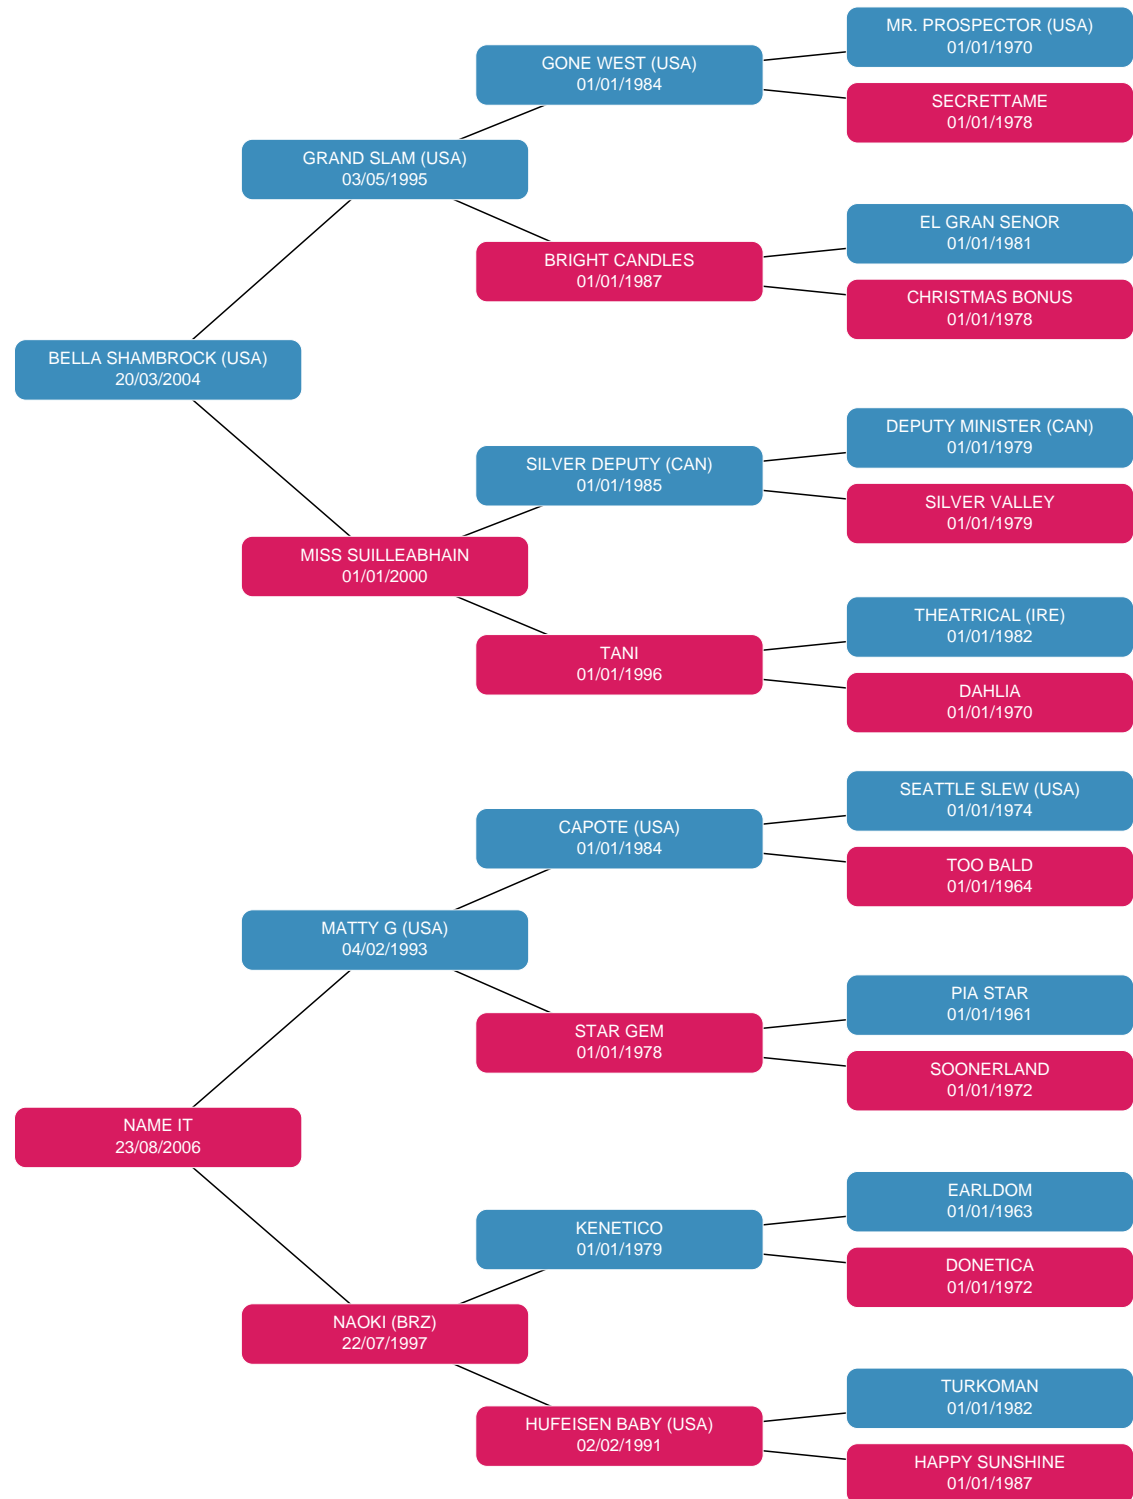 MR. PROSPECTOR (USA)
01/01/1970
GONE WEST (USA)
01/01/1984
SECRETTAME
01/01/1978
GRAND SLAM (USA)
03/05/1995
EL GRAN SENOR
01/01/1981
BRIGHT CANDLES
01/01/1987
CHRISTMAS BONUS
01/01/1978
BELLA SHAMBROCK (USA)
20/03/2004
DEPUTY MINISTER (CAN)
01/01/1979
SILVER DEPUTY (CAN)
01/01/1985
SILVER VALLEY
01/01/1979
MISS SUILLEABHAIN
01/01/2000
THEATRICAL (IRE)
01/01/1982
TANI
01/01/1996
DAHLIA
01/01/1970
SEATTLE SLEW (USA)
01/01/1974
CAPOTE (USA)
01/01/1984
TOO BALD
01/01/1964
MATTY G (USA)
04/02/1993
PIA STAR
01/01/1961
STAR GEM
01/01/1978
SOONERLAND
01/01/1972
NAME IT
23/08/2006
EARLDOM
01/01/1963
KENETICO
01/01/1979
DONETICA
01/01/1972
NAOKI (BRZ)
22/07/1997
TURKOMAN
01/01/1982
HUFEISEN BABY (USA)
02/02/1991
HAPPY SUNSHINE
01/01/1987